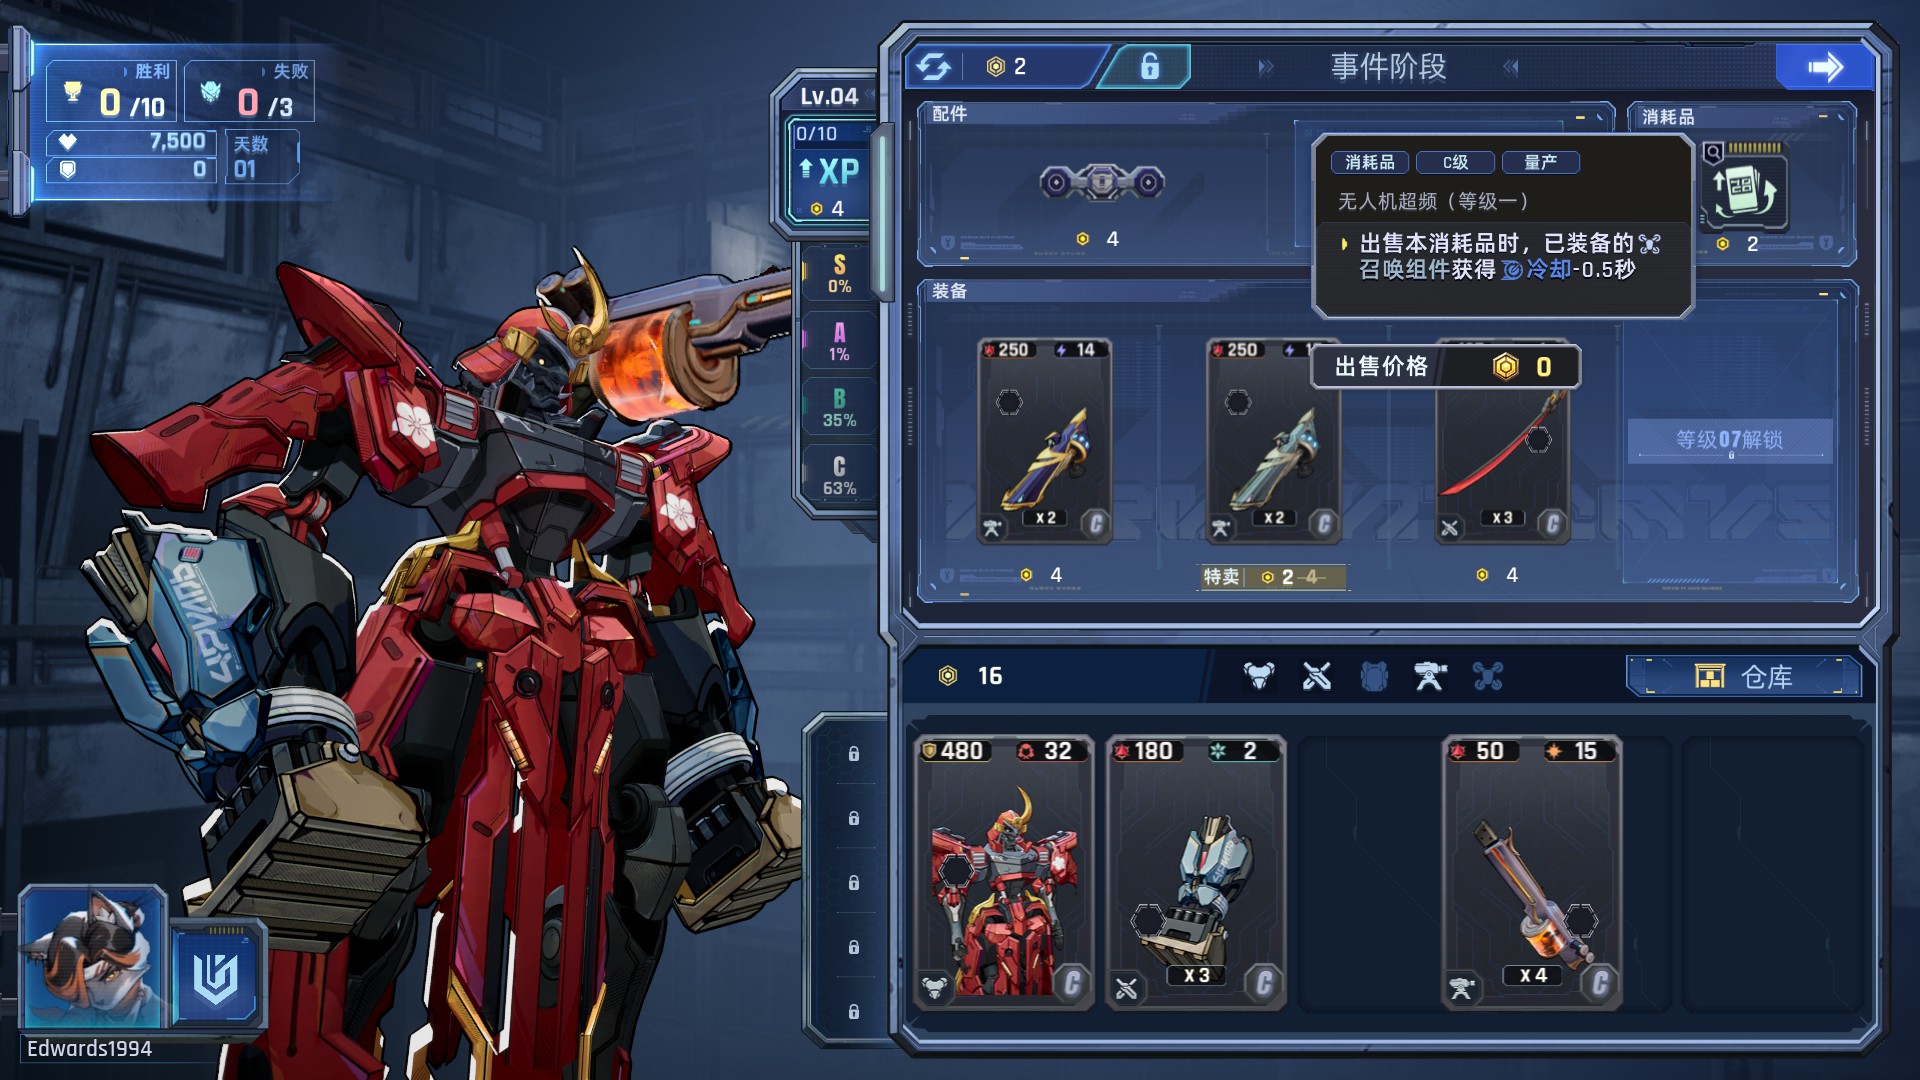 胜利
0 /10
失败
0 /3
7,500
0
天数
01
Lv.04
0/10
XP
4
S
0%
A
1%
B
35%
C
63%
2
事件阶段
配件
4
消耗品
2
消耗品
C级
量产
无人机超频（等级一）
出售本消耗品时，已装备的
召唤组件获得 冷却-0.5秒
出售价格 0
装备
250
14
x2
C
4
250
x2
C
特卖 2 4
x3
C
4
等级07解锁
16
仓库
480
32
C
180
2
x3
C
50
15
x4
C
Edwards1994